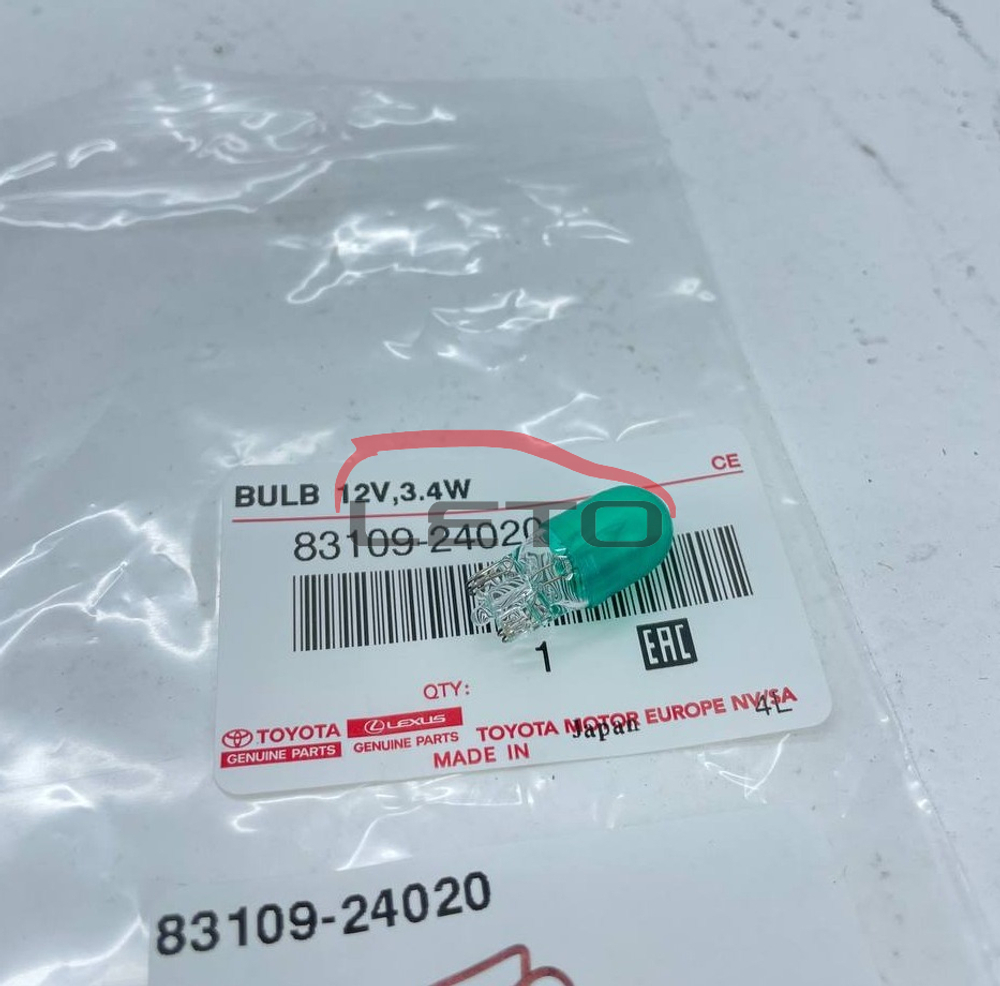 BULB 12V,3.4W
CE
LSTO
83109-24020
1
EAC
QTY:
TOYOTA
GENUINE PARTS
LEXUS
GENUINE PARTS
TOYOTA MOTOR EUROPE NV/SA
MADE IN Japan
4L
83109-24020